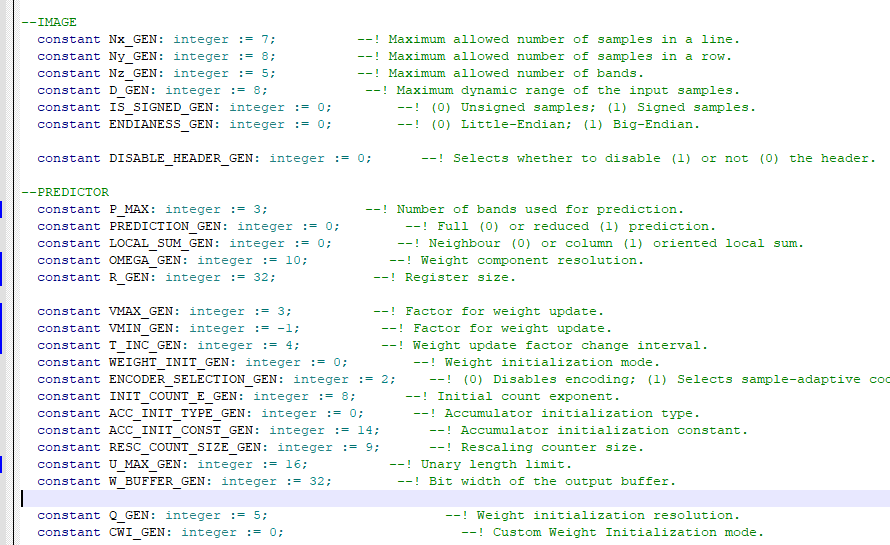 --IMAGE
constant Nx_GEN: integer := 7; --! Maximum allowed number of samples in a line.
constant Ny_GEN: integer := 8; --! Maximum allowed number of samples in a row.
constant Nz_GEN: integer := 5; --! Maximum allowed number of bands.
constant D_GEN: integer := 8; --! Maximum dynamic range of the input samples.
constant IS_SIGNED_GEN: integer := 0; --! (0) Unsigned samples; (1) Signed samples.
constant ENDIANESS_GEN: integer := 0; --! (0) Little-Endian; (1) Big-Endian.
constant DISABLE_HEADER_GEN: integer := 0; --! Selects whether to disable (1) or not (0) the header.
--PREDICTOR
constant P_MAX: integer := 3; --! Number of bands used for prediction.
constant PREDICTION_GEN: integer := 0; --! Full (0) or reduced (1) prediction.
constant LOCAL_SUM_GEN: integer := 0; --! Neighbour (0) or column (1) oriented local sum.
constant OMEGA_GEN: integer := 10; --! Weight component resolution.
constant R_GEN: integer := 32; --! Register size.
constant VMAX_GEN: integer := 3; --! Factor for weight update.
constant VMIN_GEN: integer := -1; --! Factor for weight update.
constant T_INC_GEN: integer := 4; --! Weight update factor change interval.
constant WEIGHT_INIT_GEN: integer := 0; --! Weight initialization mode.
constant ENCODER_SELECTION_GEN: integer := 2; --! (0) Disables encoding; (1) Selects sample-adaptive coo
constant INIT_COUNT_E_GEN: integer := 8; --! Initial count exponent.
constant ACC_INIT_TYPE_GEN: integer := 0; --! Accumulator initialization type.
constant ACC_INIT_CONST_GEN: integer := 14; --! Accumulator initialization constant.
constant RESC_COUNT_SIZE_GEN: integer := 9; --! Rescaling counter size.
constant U_MAX_GEN: integer := 16; --! Unary length limit.
constant W_BUFFER_GEN: integer := 32; --! Bit width of the output buffer.
constant Q_GEN: integer := 5; --! Weight initialization resolution.
constant CWI_GEN: integer := 0; --! Custom Weight Initialization mode.